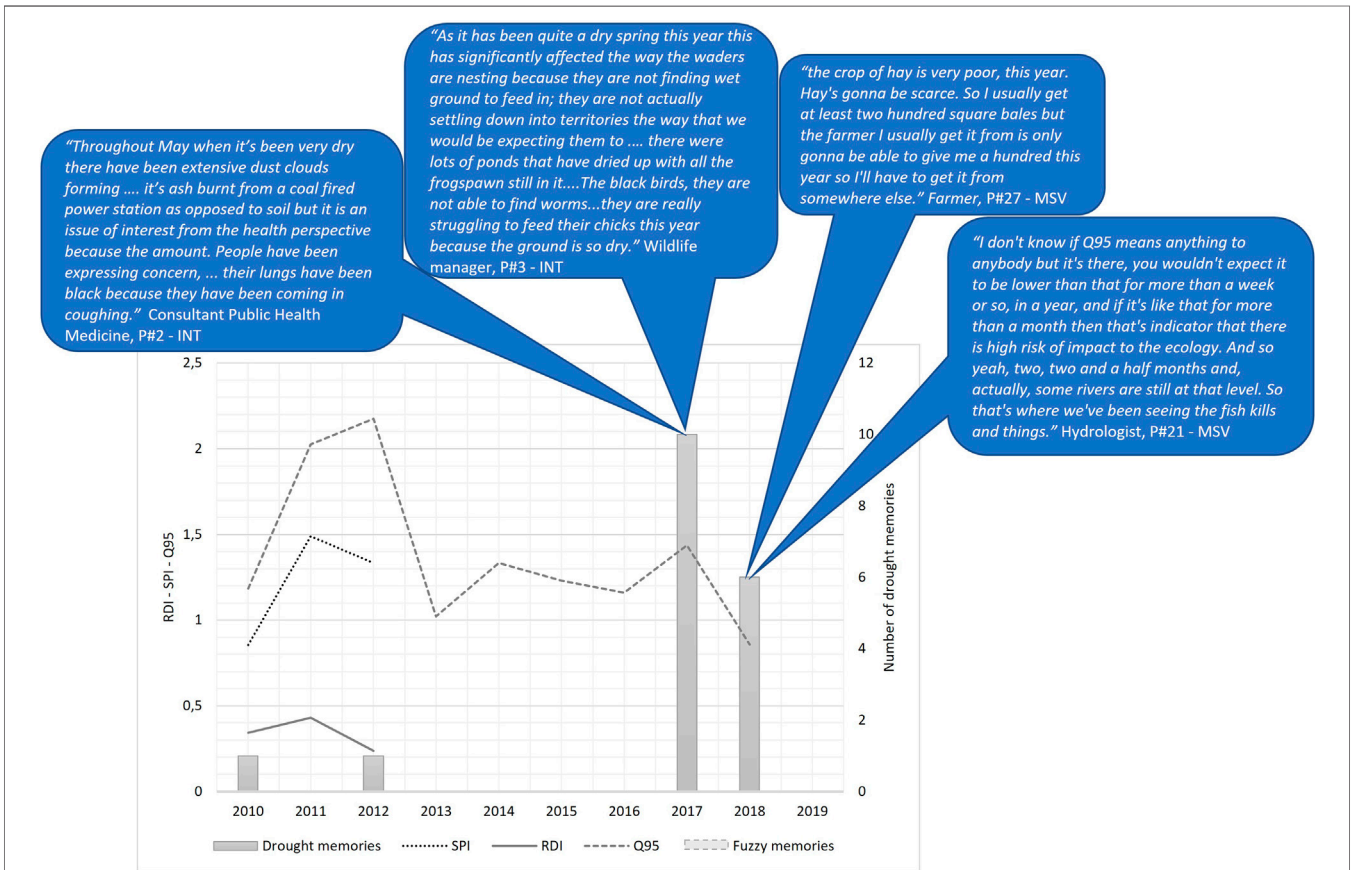 “Throughout May when it’s been very dry
there have been extensive dust clouds
forming .... it’s ash burnt from a coal fired
power station as opposed to soil but it is an
issue of interest from the health perspective
because the amount. People have been
expressing concern, ... their lungs have been
black because they have been coming in
coughing.” Consultant Public Health
Medicine, P#2 - INT
“As it has been quite a dry spring this year this
has significantly affected the way the waders
are nesting because they are not finding wet
ground to feed in; they are not actually
settling down into territories the way that we
would be expecting them to .... there were
lots of ponds that have dried up with all the
frogspawn still in it....The black birds, they are
not able to find worms...they are really
struggling to feed their chicks this year
because the ground is so dry.” Wildlife
manager, P#3 - INT
“the crop of hay is very poor, this year.
Hay's gonna be scarce. So I usually get
at least two hundred square bales but
the farmer I usually get it from is only
gonna be able to give me a hundred this
year so I'll have to get it from
somewhere else.” Farmer, P#27 - MSV
“I don't know if Q95 means anything to
anybody but it's there, you wouldn't expect it
to be lower than that for more than a week
or so, in a year, and if it's like that for more
than a month then that's indicator that there
is high risk of impact to the ecology. And so
yeah, two, two and a half months and,
actually, some rivers are still at that level. So
that's where we've been seeing the fish kills
and things.” Hydrologist, P#21 - MSV
RDI - SPI - Q95
2,5
2
1,5
1
0,5
0
12
10
8
6
4
2
0
Number of drought memories
2010 2011 2012 2013 2014 2015 2016 2017 2018 2019
Drought memories SPI RDI Q95 Fuzzy memories